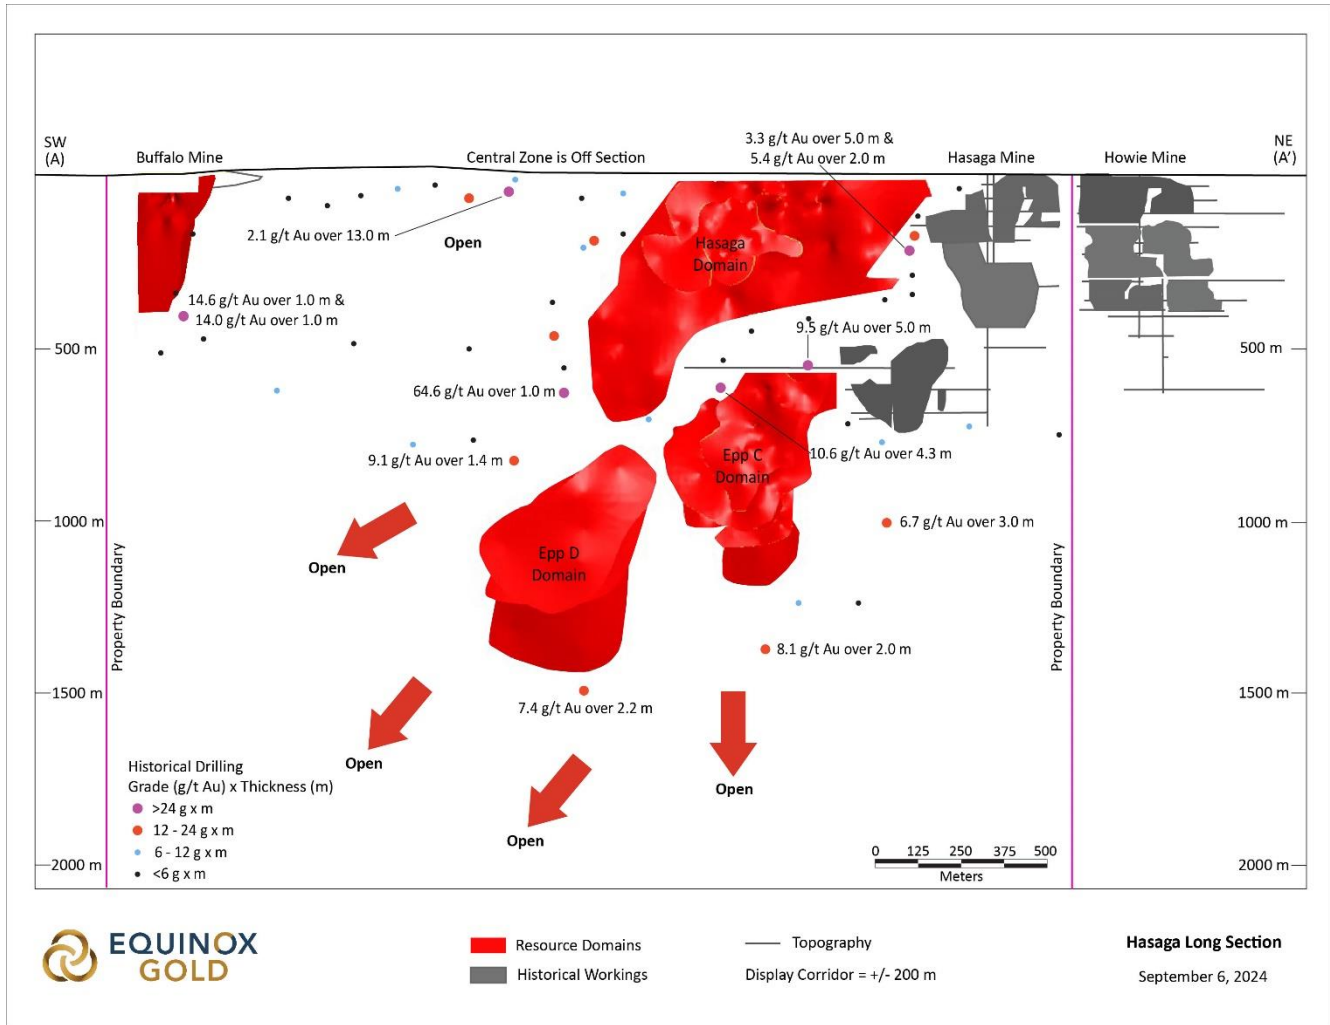 SW
(A)
Buffalo Mine
Central Zone is Off Section
3.3 g/t Au over 5.0 m &
5.4 g/t Au over 2.0 m
Hasaga Mine
Howie Mine
NE
(A')
2.1 g/t Au over 13.0 m
Open
Hasaga
Domain
14.6 g/t Au over 1.0 m &
14.0 g/t Au over 1.0 m
9.5 g/t Au over 5.0 m
500 m
500 m
64.6 g/t Au over 1.0 m
9.1 g/t Au over 1.4 m
Epp C
Domain
10.6 g/t Au over 4.3 m
1000 m
6.7 g/t Au over 3.0 m
1000 m
Open
Epp D
Domain
Property Boundary
Property Boundary
8.1 g/t Au over 2.0 m
1500 m
7.4 g/t Au over 2.2 m
1500 m
Open
Open
Open
Historical Drilling
Grade (g/t Au) x Thickness (m)
>24 g x m
12 - 24 g x m
6 - 12 g x m
<6 g x m
0 125 250 375 500
Meters
2000 m
2000 m
EQUINOX
GOLD
Resource Domains
Historical Workings
Topography
Display Corridor = +/- 200 m
Hasaga Long Section
September 6, 2024